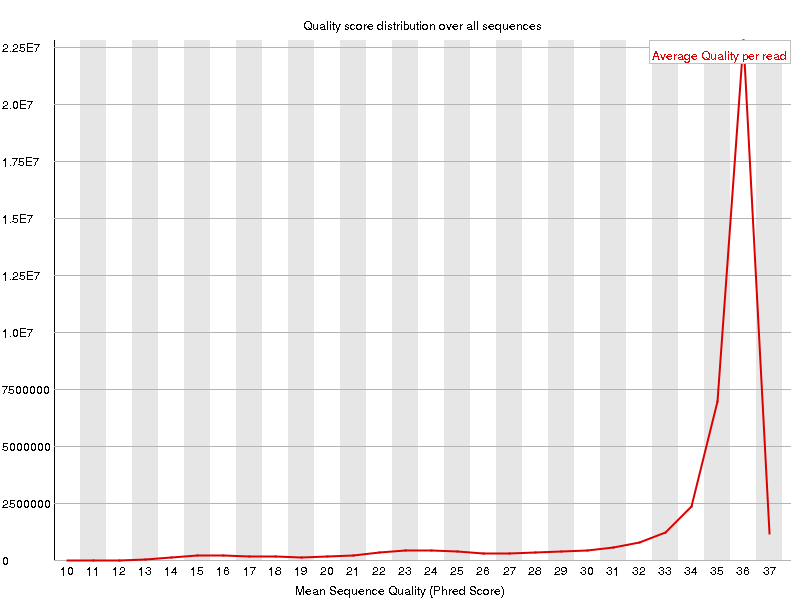 Quality score distribution over all sequences
2.25E7
Average Quality per read
2.0E7
1.75E7
1.5E7
1.25E7
1.0E7
7500000
5000000
2500000
0
10 11 12 13 14 15 16 17 18 19 20 21 22 23 24 25 26 27 28 29 30 31 32 33 34 35 36 37
Mean Sequence Quality (Phred Score)